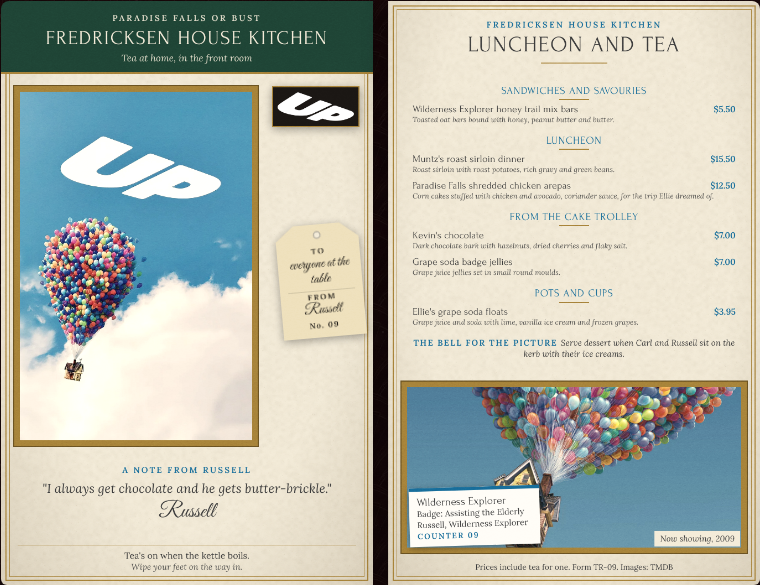 PARADISE FALLS OR BUST
FREDRICKSEN HOUSE KITCHEN
Tea at home, in the front room
UP
UP
TO
everyone at the
table
FROM
Russell
No. 09
A NOTE FROM RUSSELL
"I always get chocolate and he gets butter-brickle."
Russell
Tea's on when the kettle boils.
Wipe your feet on the way in.
FREDRICKSEN HOUSE KITCHEN
LUNCHEON AND TEA
SANDWICHES AND SAVOURIES
Wilderness Explorer honey trail mix bars $5.50
Toasted oat bars bound with honey, peanut butter and butter.
LUNCHEON
Muntz's roast sirloin dinner $15.50
Roast sirloin with roast potatoes, rich gravy and green beans.
Paradise Falls shredded chicken arepas $12.50
Corn cakes stuffed with chicken and avocado, coriander sauce, for the trip Ellie dreamed of.
FROM THE CAKE TROLLEY
Kevin's chocolate $7.00
Dark chocolate bark with hazelnuts, dried cherries and flaky salt.
Grape soda badge jellies $7.00
Grape juice jellies set in small round moulds.
POTS AND CUPS
Ellie's grape soda floats $3.95
Grape juice and soda with lime, vanilla ice cream and frozen grapes.
THE BELL FOR THE PICTURE Serve dessert when Carl and Russell sit on the
kerb with their ice creams.
Wilderness Explorer
Badge: Assisting the Elderly
Russell, Wilderness Explorer
COUNTER 09
Now showing, 2009
Prices include tea for one. Form TR-09. Images: TMDB